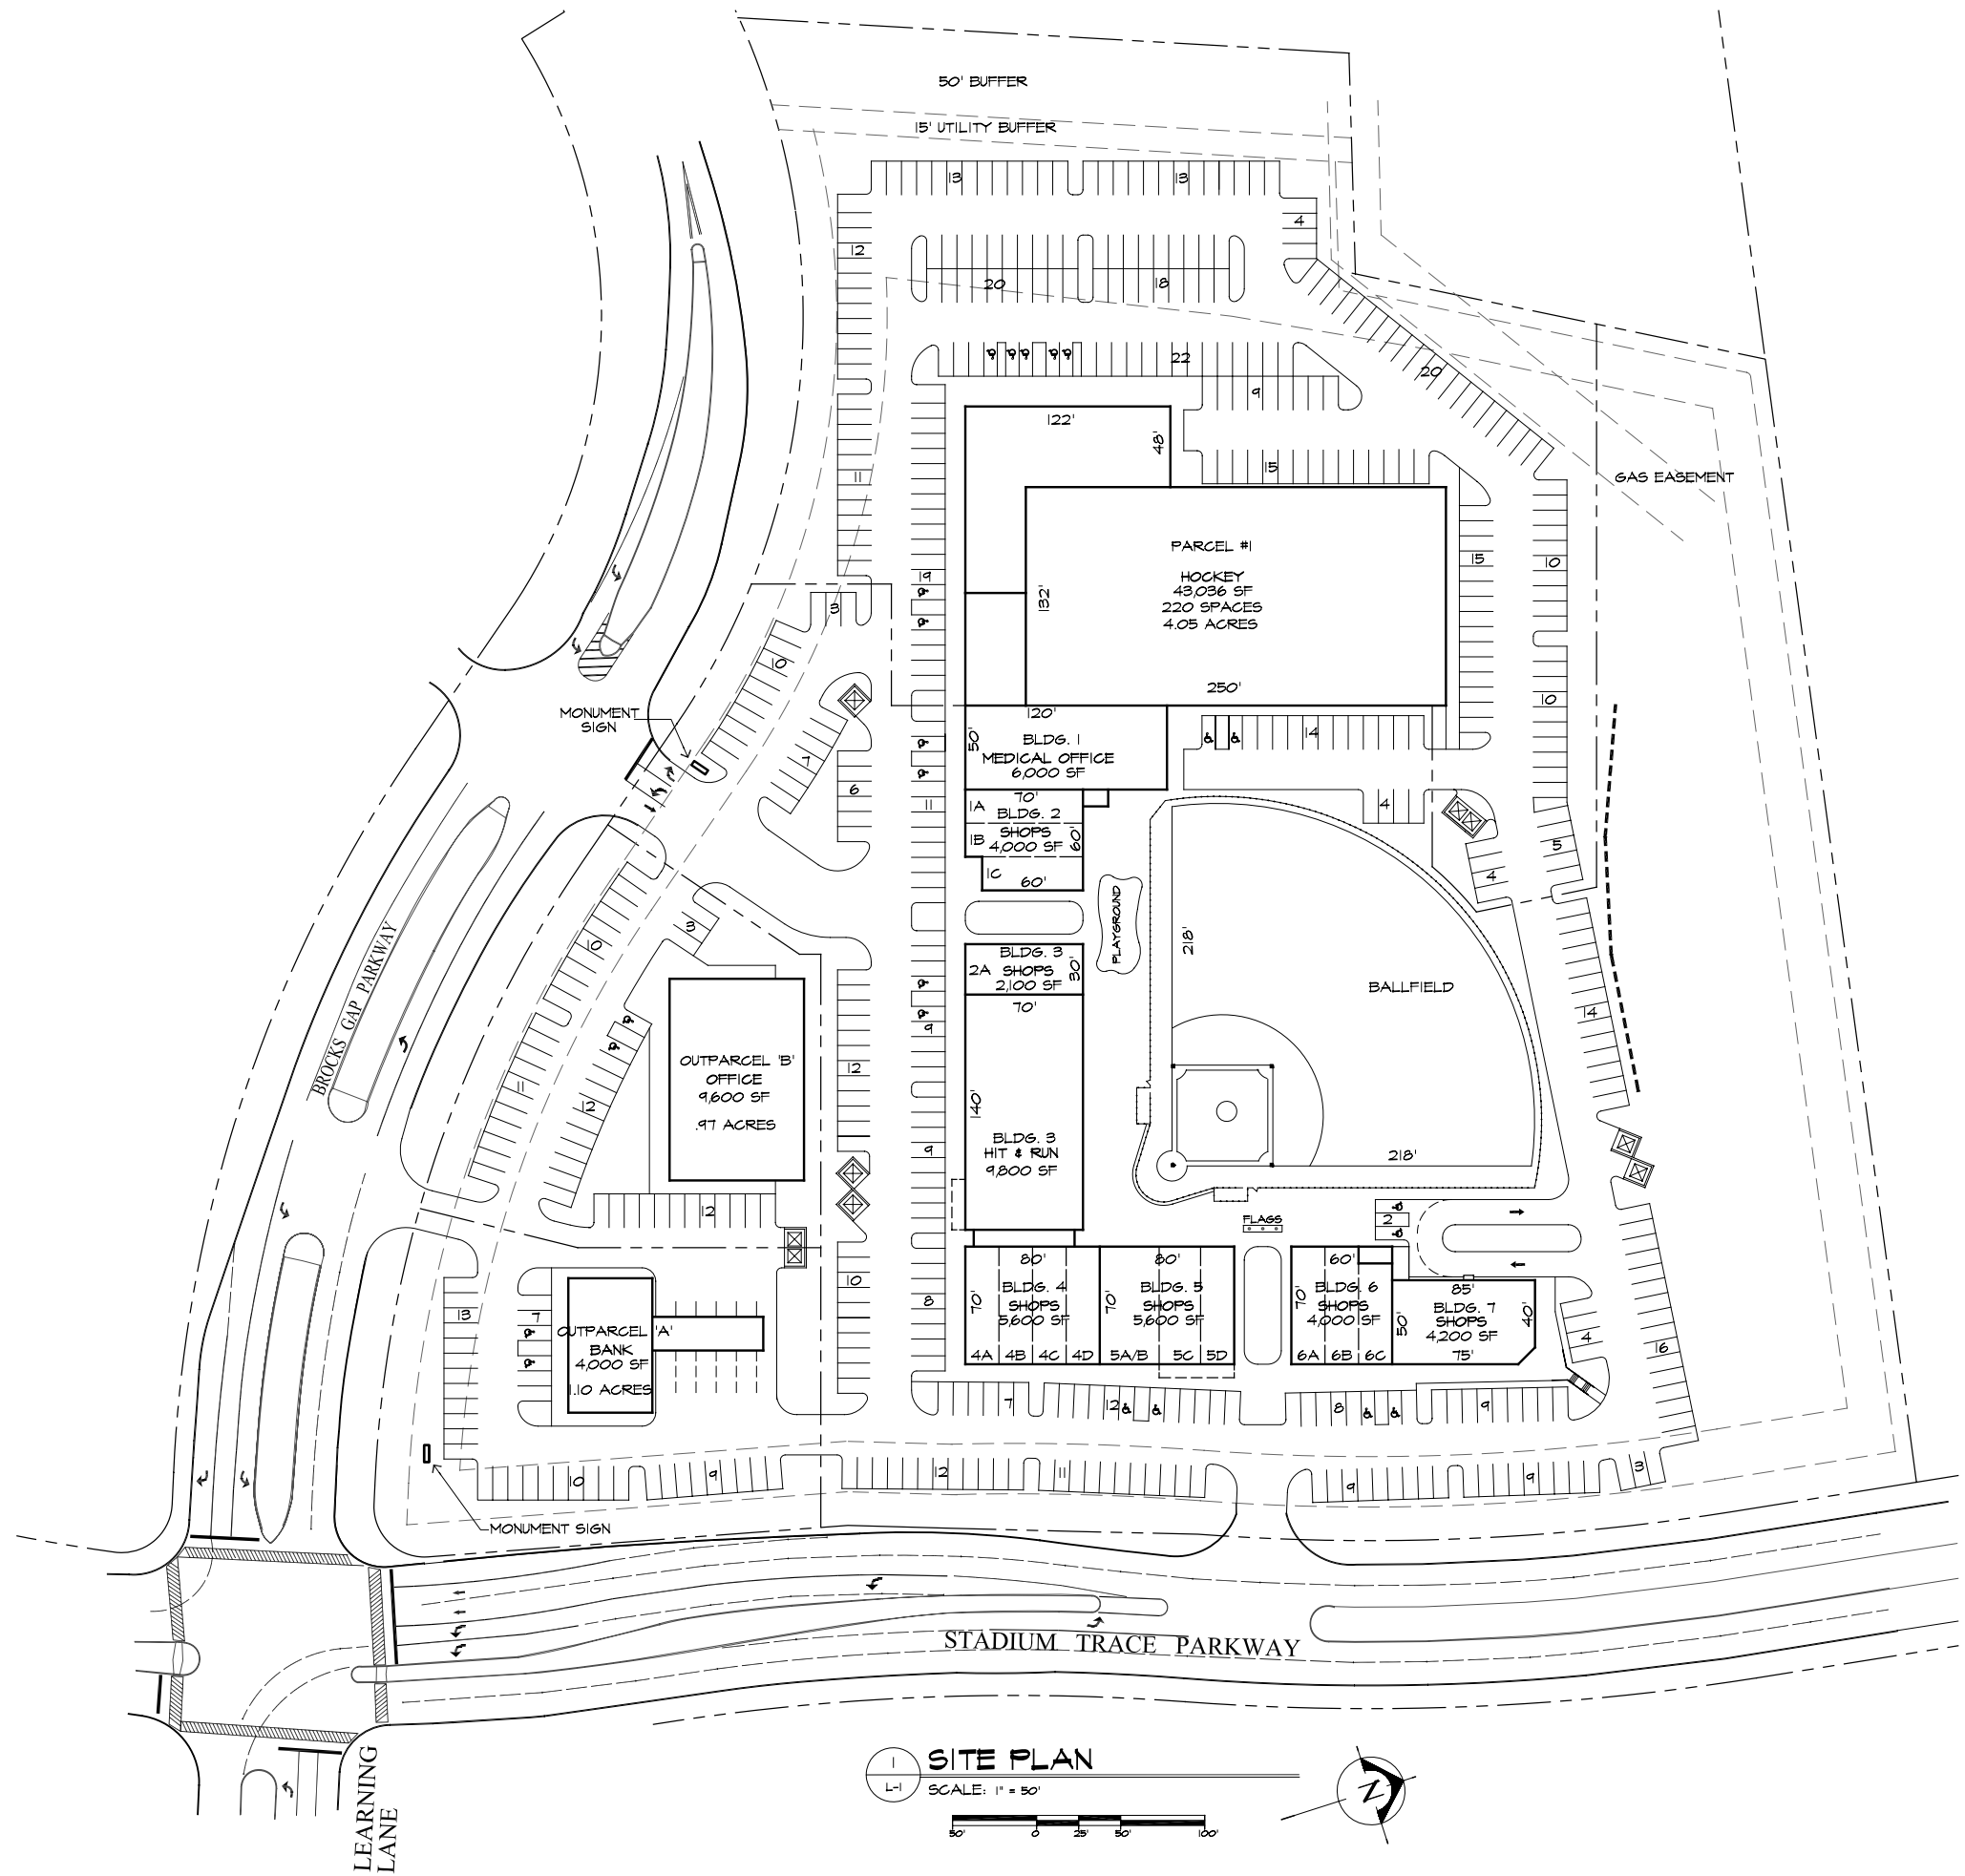 50' BUFFER
15' UTILITY BUFFER
13
13
4
12
20
18
22
20
9
122'
48'
11
15
GAS EASEMENT
PARCEL #1
HOCKEY
43,036 SF
220 SPACES
4.05 ACRES
132'
250'
15
10
19
3
10
10
MONUMENT
SIGN
120'
50'
BLDG. 1
MEDICAL OFFICE
6,000 SF
14
7
6
11
4
5
4
1A
70'
BLDG. 2
1B
SHOPS
4,000 SF
60'
1C
60'
PLAYGROUND
218'
BALLFIELD
218'
3
10
BROCKS GAP PARKWAY
BLDG. 3
2A SHOPS
2,100 SF
30'
70'
9
14
OUTPARCEL 'B'
OFFICE
9,600 SF
.97 ACRES
12
11
12
140'
BLDG. 3
HIT & RUN
9,800 SF
9
12
FLAGS
2
10
80'
BLDG. 4
SHOPS
5,600 SF
70'
4A 4B 4C 4D
80'
BLDG. 5
SHOPS
5,600 SF
70'
5A/B 5C 5D
60'
BLDG. 6
SHOPS
4,000 SF
70'
6A 6B 6C
50'
85'
BLDG. 7
SHOPS
4,200 SF
40'
75'
4
16
8
13
7
OUTPARCEL 'A'
BANK
4,000 SF
1.10 ACRES
7
12
8
9
10
9
12
11
9
9
3
MONUMENT SIGN
STADIUM TRACE PARKWAY
LEARNING
LANE
1
L-1
SITE PLAN
SCALE: 1" = 50'
50'
0
25'
50'
100'
N